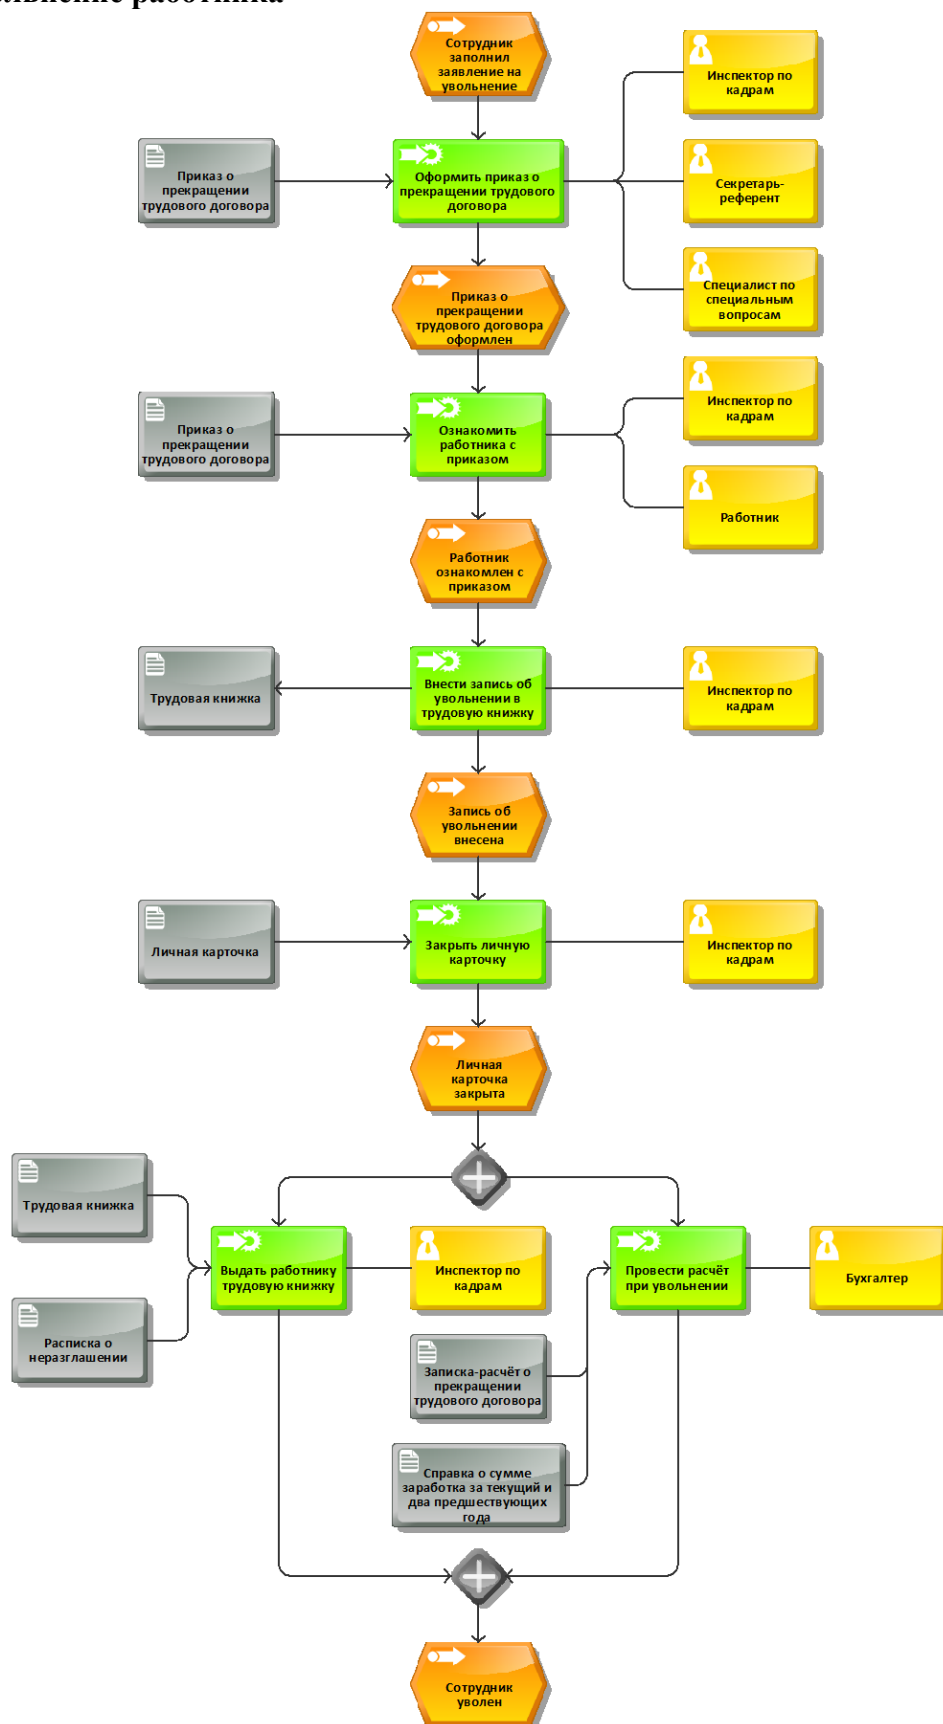 работника
Сотрудник
заполнил
заявление на
увольнение
Инспектор по
кадрам
Приказ о
прекращении
трудового договора
Оформить приказ о
прекращении трудового
договора
Секретарь-
референт
Специалист по
специальным
вопросам
Приказ о
прекращении
трудового договора
оформлен
Приказ о
прекращении
трудового договора
Ознакомить
работника с
приказом
Инспектор по
кадрам
Работник
Работник
ознакомлен с
приказом
Трудовая книжка
Внести запись об
увольнении в
трудовую книжку
Инспектор по
кадрам
Запись об
увольнении
внесена
Личная карточка
Закрыть личную
карточку
Инспектор по
кадрам
Личная
карточка
закрыта
Трудовая книжка
Выдать работнику
трудовую книжку
Инспектор по
кадрам
Провести расчёт
при увольнении
Бухгалтер
Расписка о
неразглашении
Записка-расчёт о
прекращении
трудового договора
Справка о сумме
заработка за текущий и
два предшествующих
года
Сотрудник
уволен